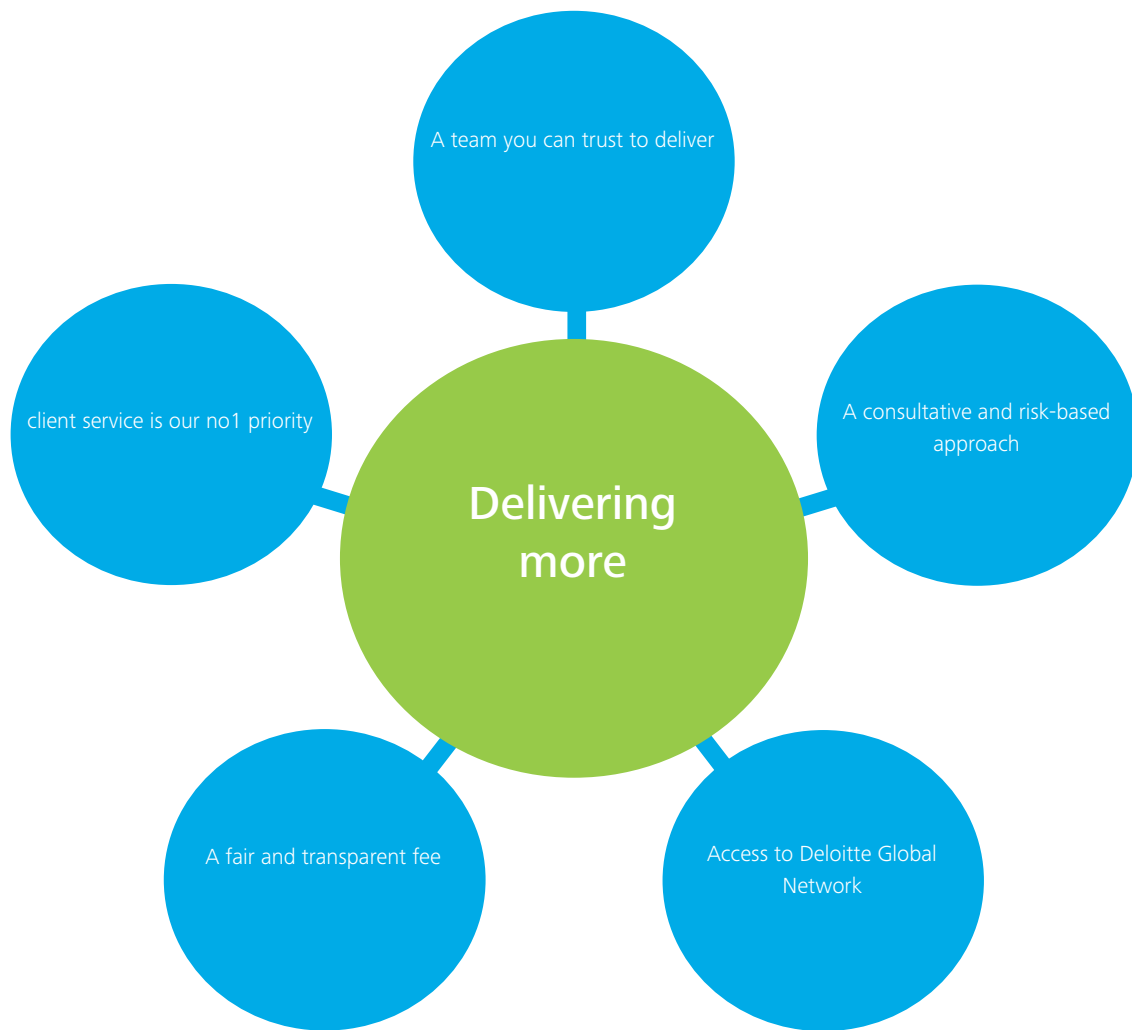 A team you can trust to deliver
client service is our no1 priority
A consultative and risk-based
approach
Delivering
more
A fair and transparent fee
Access to Deloitte Global
Network